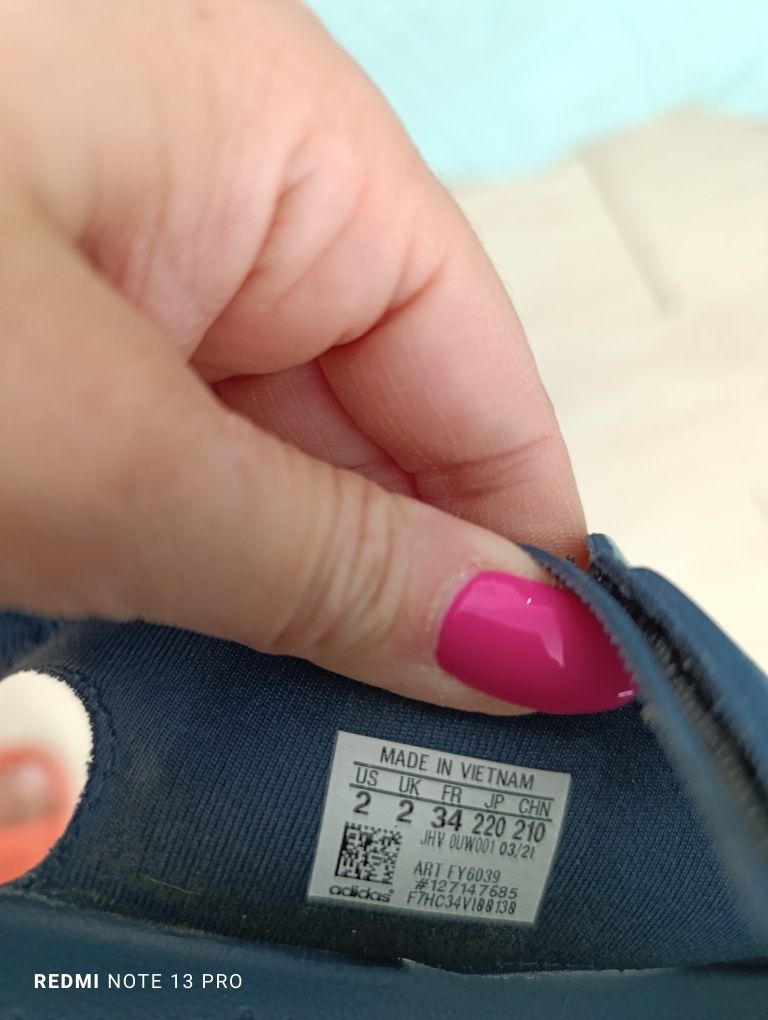 MADE IN VIETNAM
US UK FR JP CHN
2 2 34 220 210
JHV 0UW001 03/21
ART FY6039
#127147685
F7HC34V100130
adidas
REDMI NOTE 13 PRO